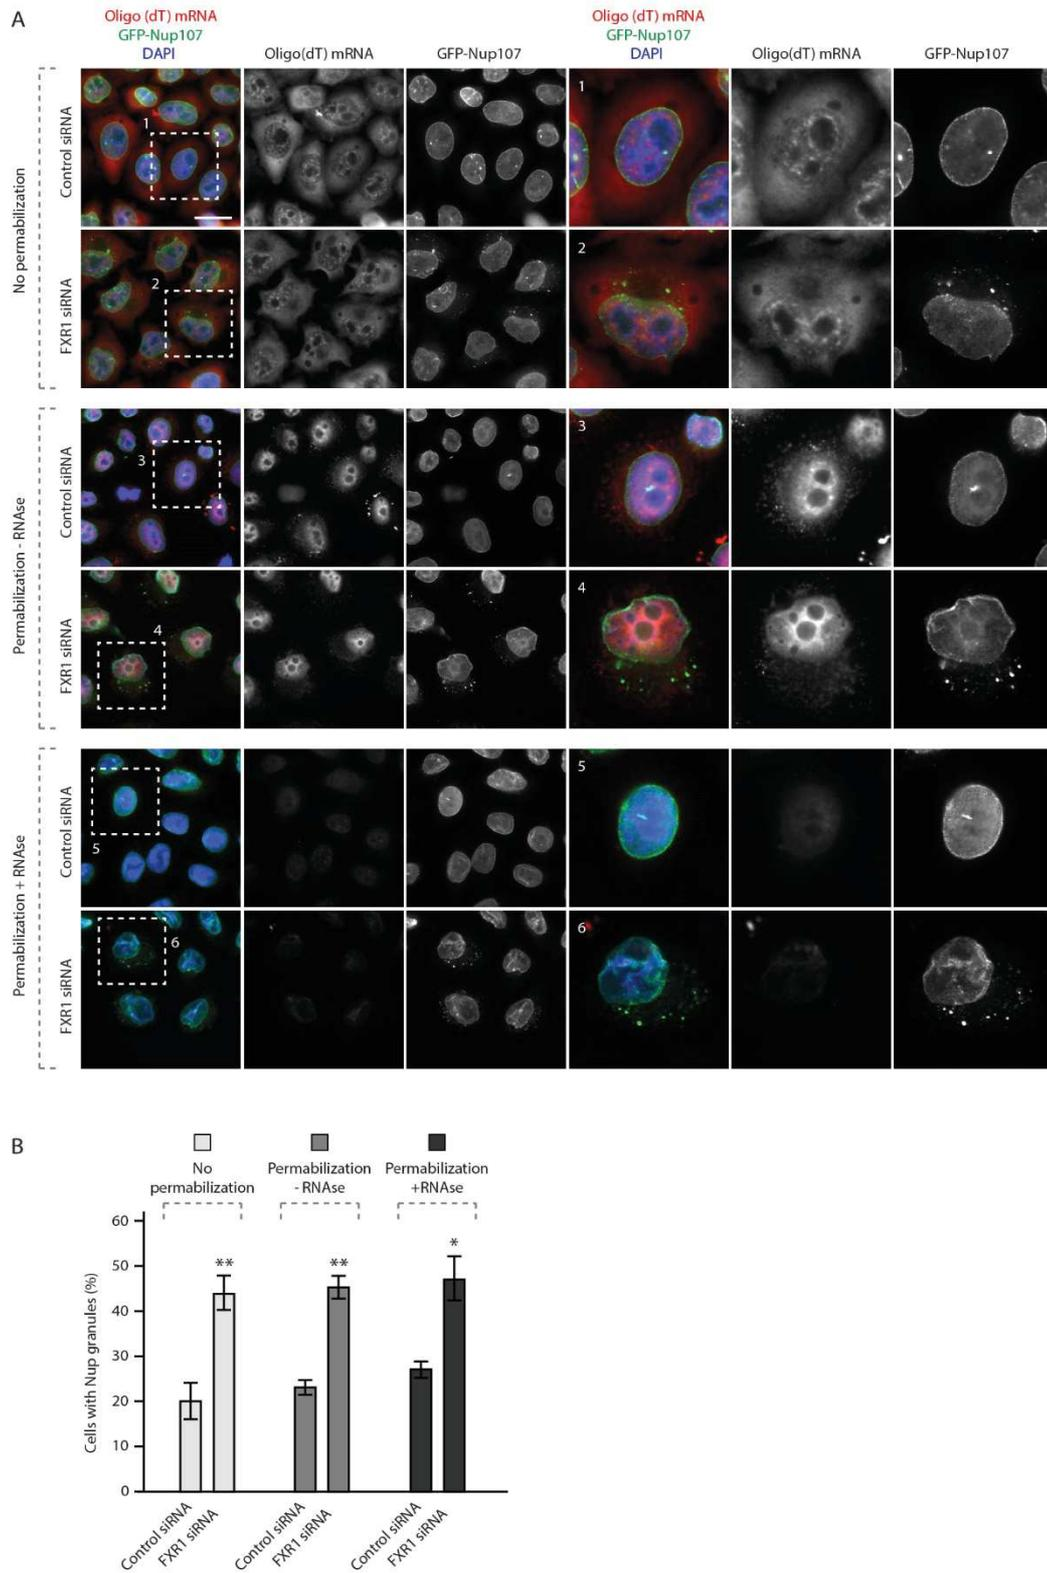 A
Oligo (dT) mRNA
GFP-Nup107
DAPI
Oligo(dT) mRNA
GFP-Nup107
Oligo (dT) mRNA
GFP-Nup107
DAPI
Oligo(dT) mRNA
GFP-Nup107
No permabilization
Control siRNA
1
1
FXR1 siRNA
2
2
Permabilization - RNAse
Control siRNA
3
3
FXR1 siRNA
4
4
Permabilization + RNAse
Control siRNA
5
5
FXR1 siRNA
6
6
B
No
permabilization
Permabilization
- RNAse
Permabilization
+RNAse
Cells with Nup granules (%)
60
50
40
30
20
10
0
**
**
*
Control siRNA
FXR1 siRNA
Control siRNA
FXR1 siRNA
Control siRNA
FXR1 siRNA